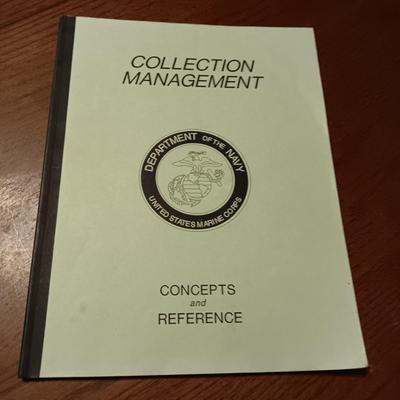 COLLECTION
MANAGEMENT
DEPARTMENT OF THE NAVY
UNITED STATES MARINE CORPS
CONCEPTS
and
REFERENCE